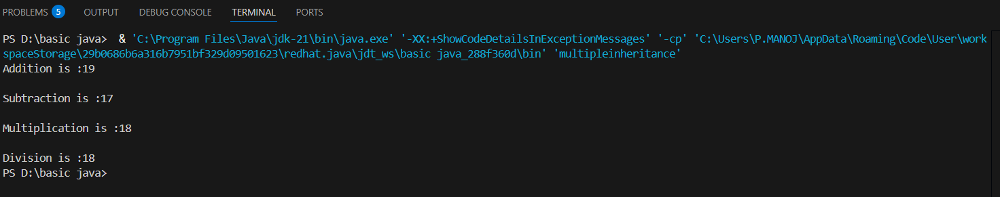 PROBLEMS 5 OUTPUT DEBUG CONSOLE TERMINAL PORTS
PS D:\basic java>  & 'C:\Program Files\Java\jdk-21\bin\java.exe' '-XX:+ShowCodeDetailsInExceptionMessages' '-cp' 'C:\Users\P.MANOJ\AppData\Roaming\Code\User\work
spaceStorage\29b0686b6a316b7951bf329d09501623\redhat.java\jdt_ws\basic java_288f360d\bin' 'multipleinheritance'
Addition is :19
Subtraction is :17
Multiplication is :18
Division is :18
PS D:\basic java>